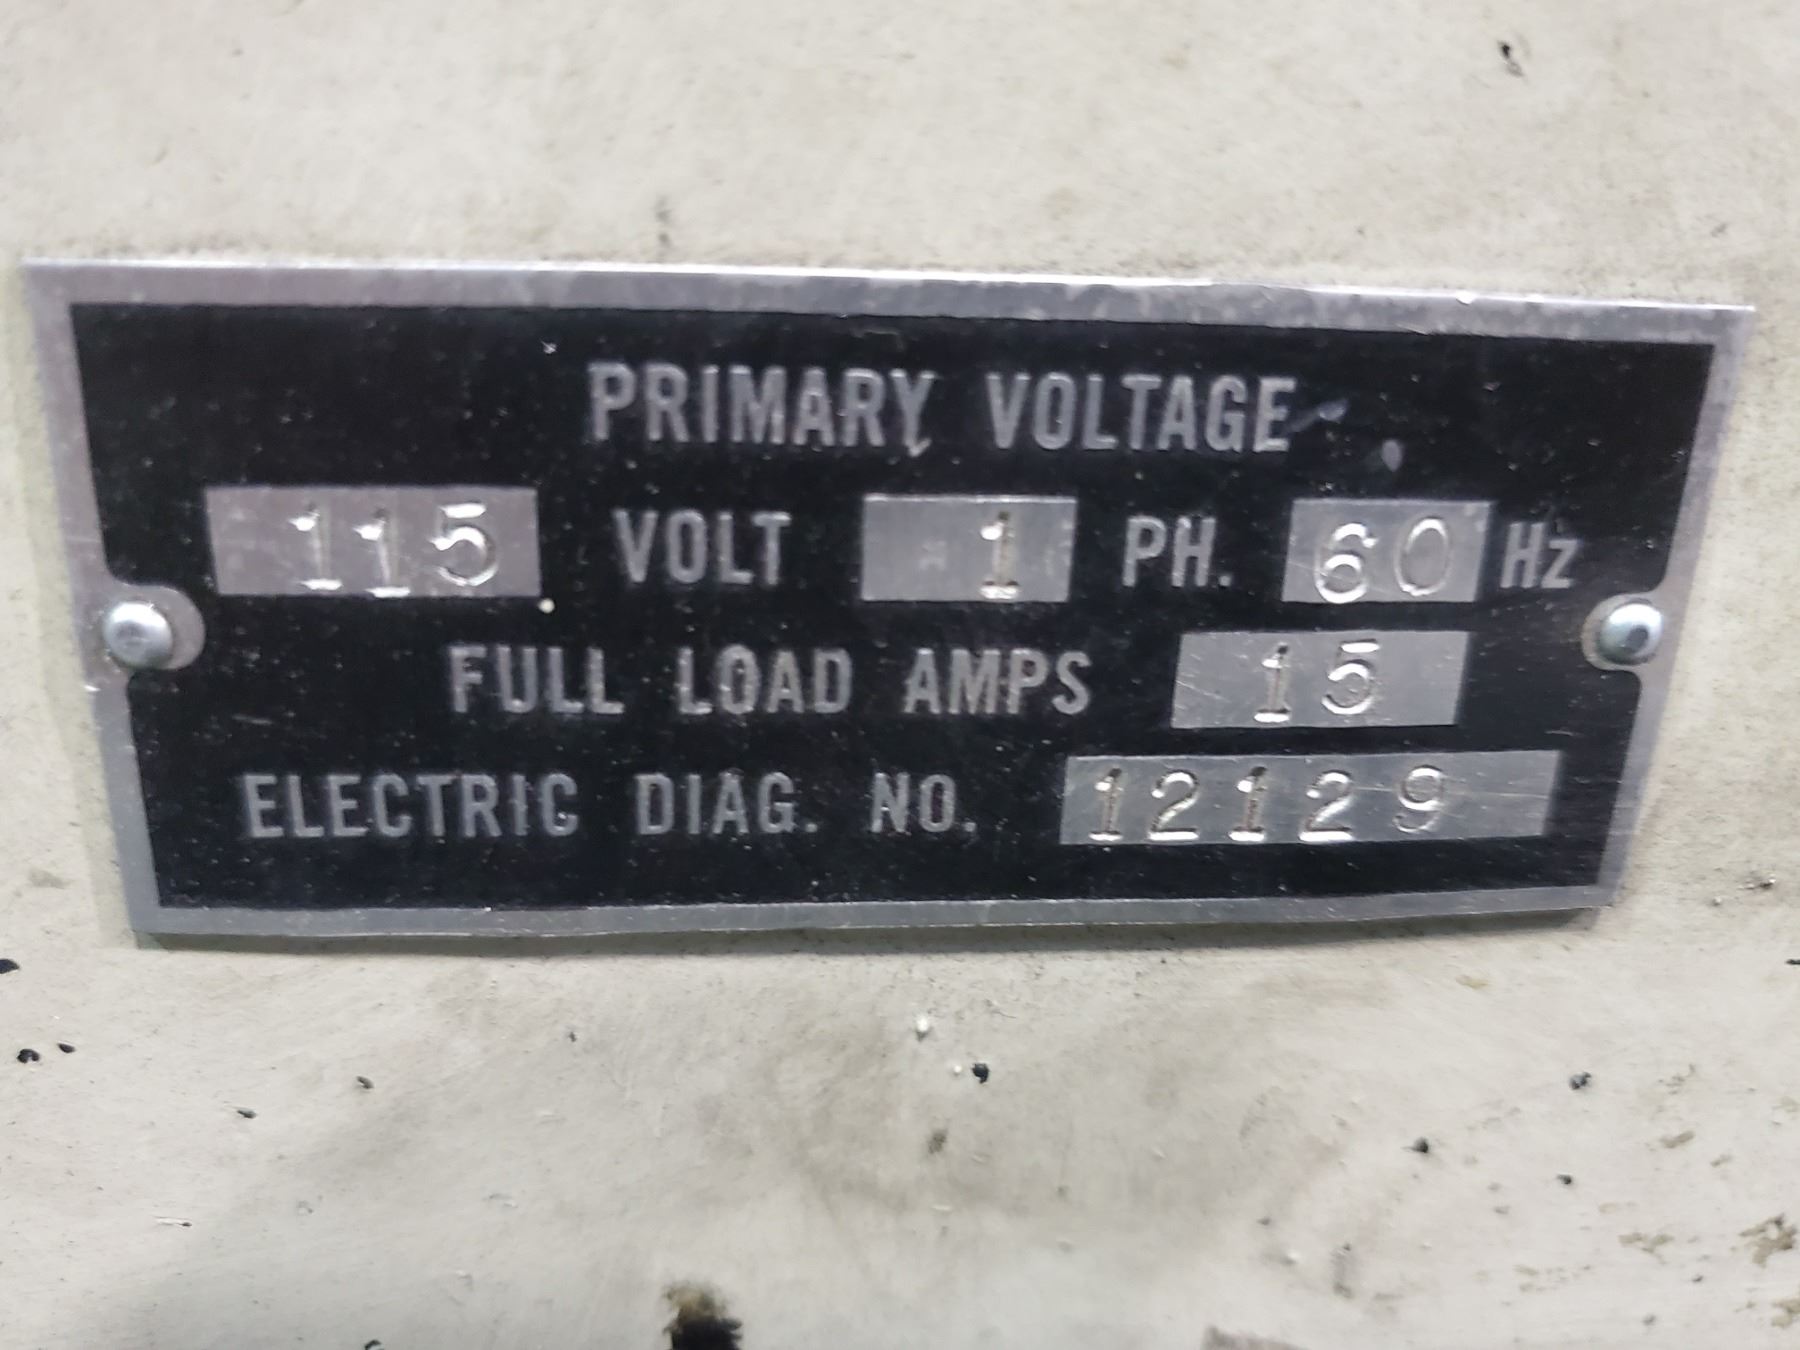 PRIMARY VOLTAGE
115 VOLT 1 PH. 60 Hz
FULL LOAD AMPS 15
ELECTRIC DIAG. NO. 12129